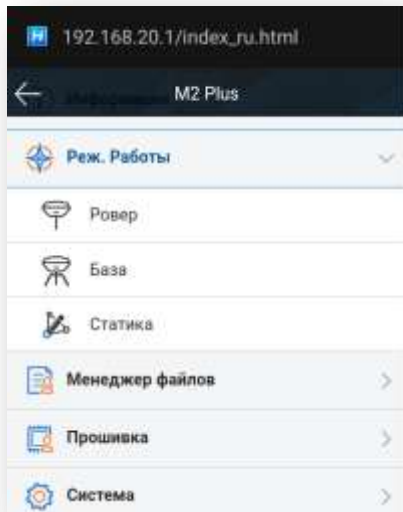 192.168.20.1/index_ru.html
M2 Plus
Реж. Работы
Ровер
База
Статика
Менеджер файлов
Прошивка
Система